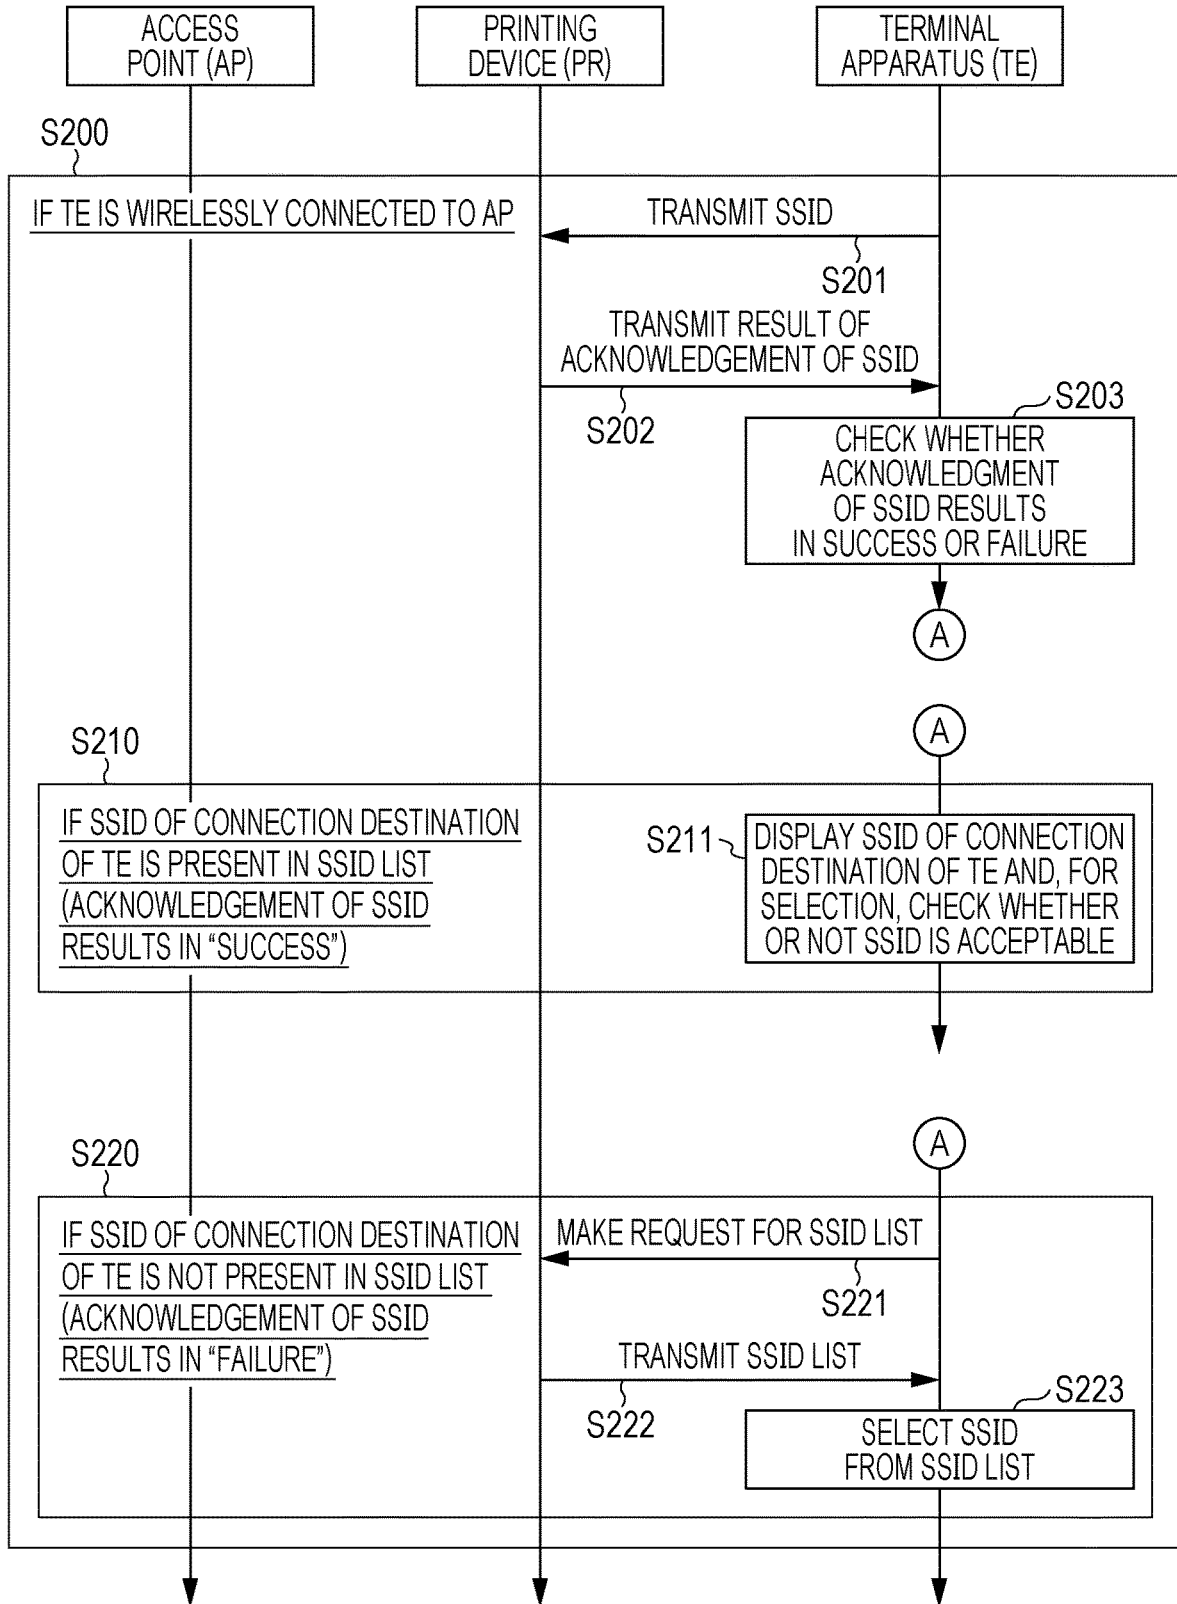 ACCESS
POINT (AP)
PRINTING
DEVICE (PR)
TERMINAL
APPARATUS (TE)
S200
IF TE IS WIRELESSLY CONNECTED TO AP
TRANSMIT SSID
S201
TRANSMIT RESULT OF
ACKNOWLEDGEMENT OF SSID
S202
S203
CHECK WHETHER
ACKNOWLEDGMENT
OF SSID RESULTS
IN SUCCESS OR FAILURE
A
A
S210
IF SSID OF CONNECTION DESTINATION
OF TE IS PRESENT IN SSID LIST
(ACKNOWLEDGEMENT OF SSID
RESULTS IN “SUCCESS”)
S211
DISPLAY SSID OF CONNECTION
DESTINATION OF TE AND, FOR
SELECTION, CHECK WHETHER
OR NOT SSID IS ACCEPTABLE
A
S220
IF SSID OF CONNECTION DESTINATION
OF TE IS NOT PRESENT IN SSID LIST
(ACKNOWLEDGEMENT OF SSID
RESULTS IN “FAILURE”)
MAKE REQUEST FOR SSID LIST
S221
TRANSMIT SSID LIST
S222
S223
SELECT SSID
FROM SSID LIST